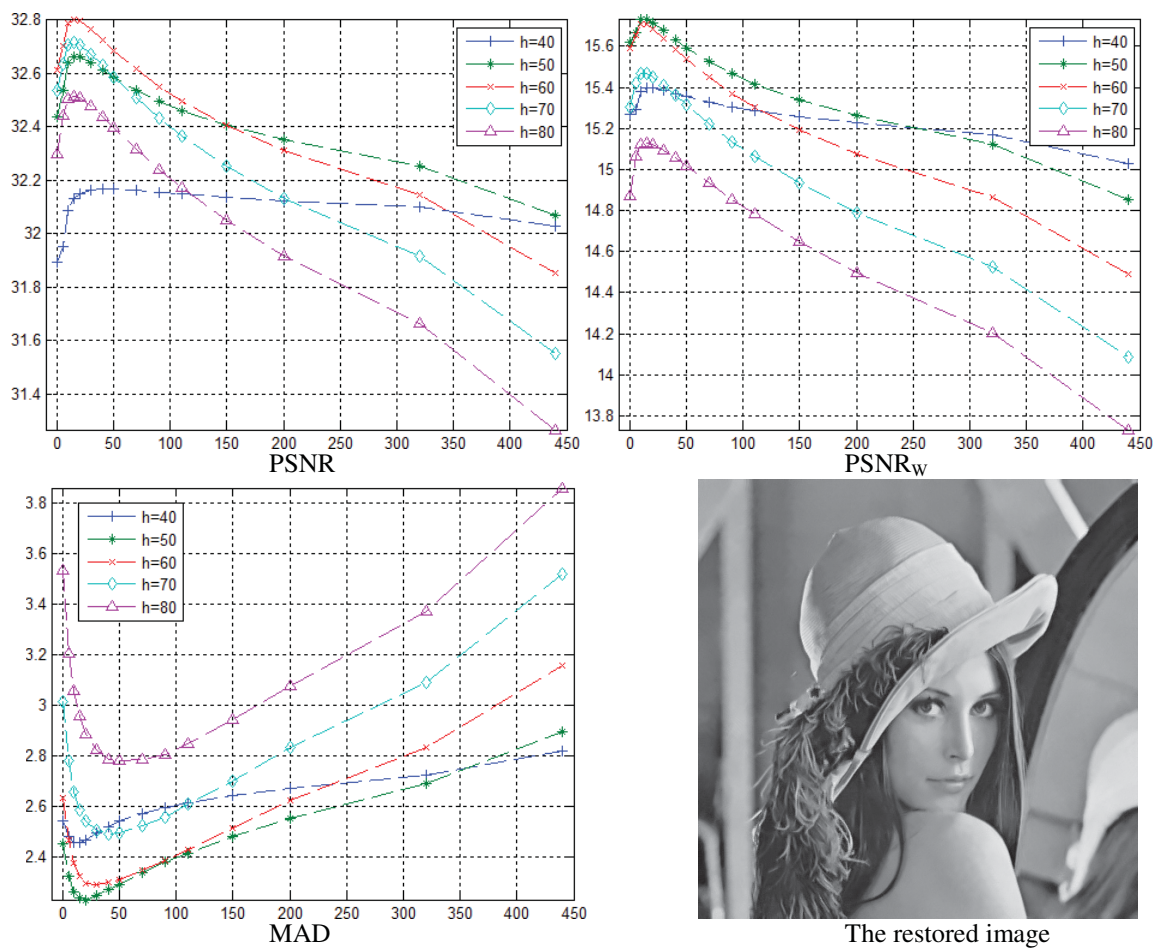 32.8
32.6
32.4
32.2
32
31.8
31.6
31.4
0 50 100 150 200 250 300 350 400 450
h=40
h=50
h=60
h=70
h=80
PSNR
15.6
15.4
15.2
15
14.8
14.6
14.4
14.2
14
13.8
0 50 100 150 200 250 300 350 400 450
h=40
h=50
h=60
h=70
h=80
PSNRW
3.8
3.6
3.4
3.2
3
2.8
2.6
2.4
0 50 100 150 200 250 300 350 400 450
h=40
h=50
h=60
h=70
h=80
MAD
The restored image